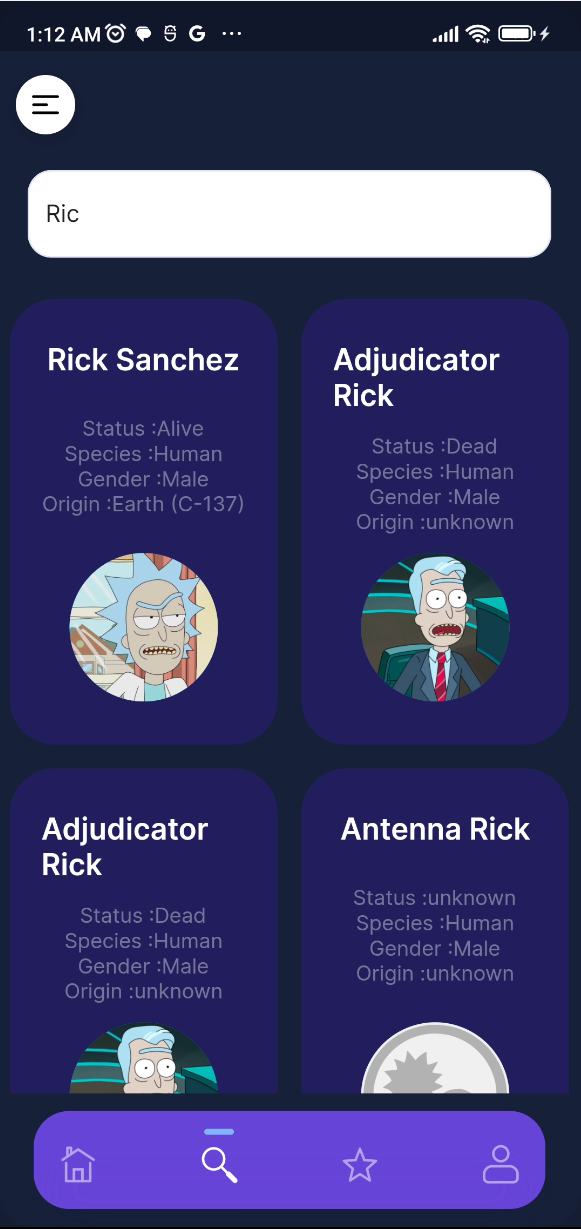 1:12 AM
Ric
Rick Sanchez
Status :Alive
Species :Human
Gender :Male
Origin :Earth (C-137)
Adjudicator
Rick
Status :Dead
Species :Human
Gender :Male
Origin :unknown
Adjudicator
Rick
Status :Dead
Species :Human
Gender :Male
Origin :unknown
Antenna Rick
Status :unknown
Species :Human
Gender :Male
Origin :unknown